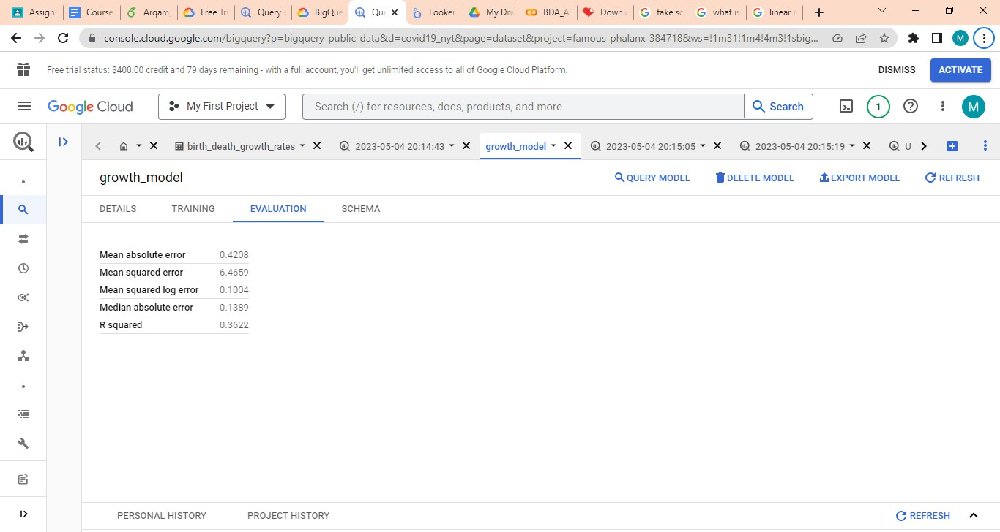 Assignn
Course
Arqam_
Free Tri
Query
BigQue
Que
Looker
My Driv
BDA_A
Downl
take sc
what is
linear r
console.cloud.google.com/bigquery?p=bigquery-public-data&d=covid19_nyt&page=dataset&project=famous-phalanx-384718&ws=!1m31!1m4!4m3!1sbig...
M
Free trial status: $400.00 credit and 79 days remaining - with a full account, you'll get unlimited access to all of Google Cloud Platform.
DISMISS
ACTIVATE
Google Cloud
My First Project
Search (/) for resources, docs, products, and more
Search
1
M
birth_death_growth_rates
2023-05-04 20:14:43
growth_model
2023-05-04 20:15:05
2023-05-04 20:15:19
U
growth_model
QUERY MODEL
DELETE MODEL
EXPORT MODEL
REFRESH
DETAILS
TRAINING
EVALUATION
SCHEMA
Mean absolute error 0.4208
Mean squared error 6.4659
Mean squared log error 0.1004
Median absolute error 0.1389
R squared 0.3622
PERSONAL HISTORY
PROJECT HISTORY
REFRESH